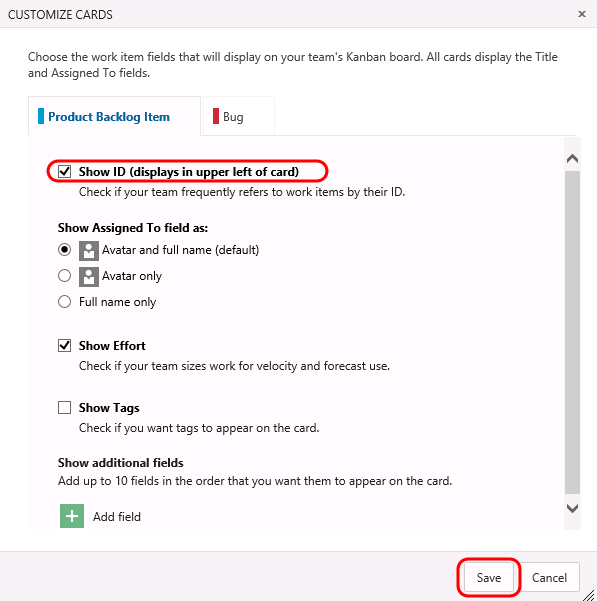 CUSTOMIZE CARDS
Choose the work item fields that will display on your team's Kanban board. All cards display the Title
and Assigned To fields.
Product Backlog Item
Bug
Show ID (displays in upper left of card)
Check if your team frequently refers to work items by their ID.
Show Assigned To field as:
Avatar and full name (default)
Avatar only
Full name only
Show Effort
Check if your team sizes work for velocity and forecast use.
Show Tags
Check if you want tags to appear on the card.
Show additional fields
Add up to 10 fields in the order that you want them to appear on the card.
Add field
Save
Cancel